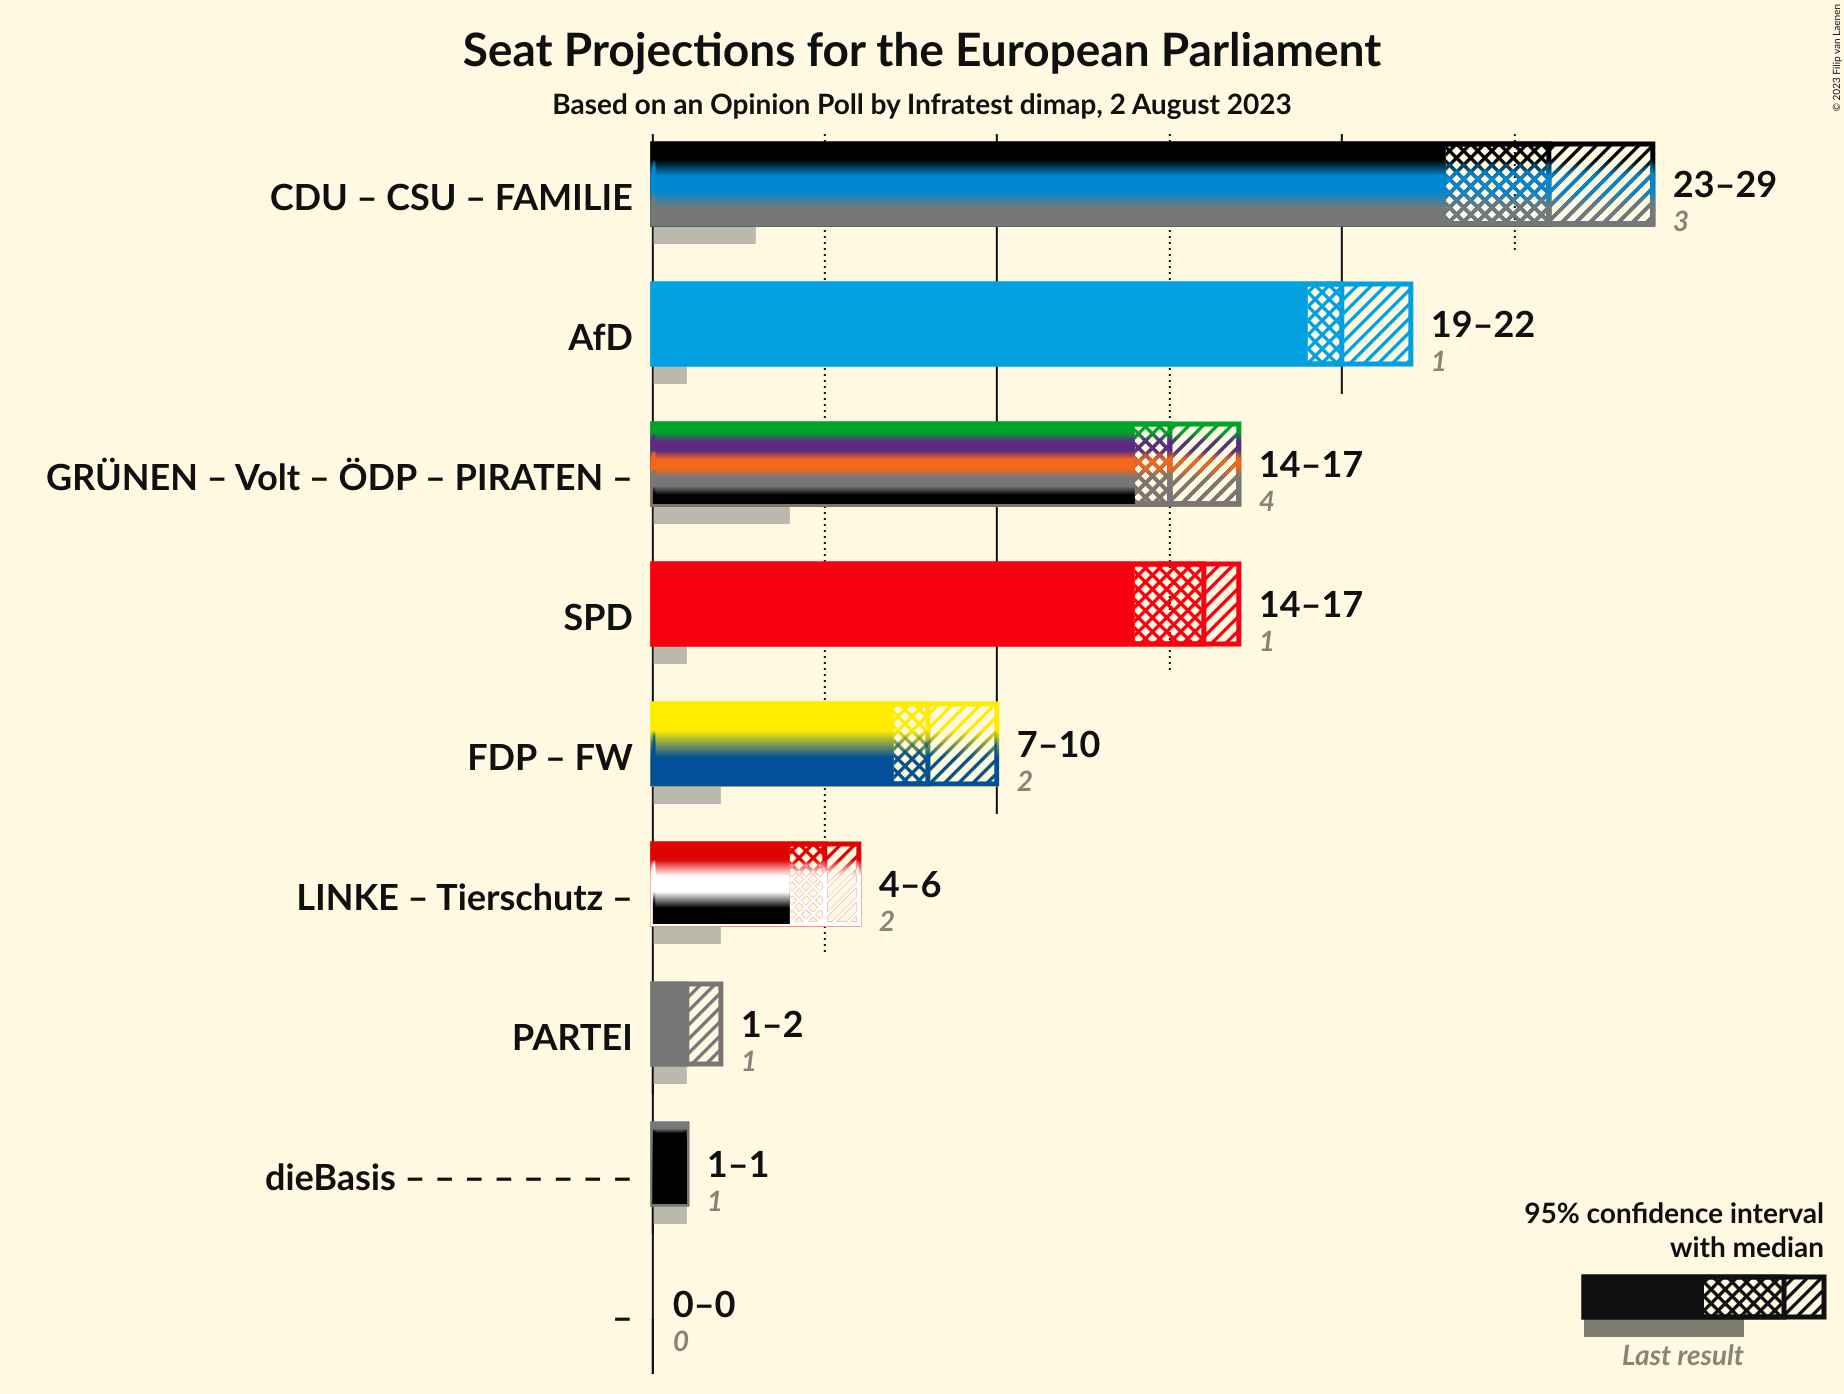 Seat Projections for the European Parliament
Based on an Opinion Poll by Infratest dimap, 2 August 2023
© 2023 Filip van Laenen
CDU – CSU – FAMILIE
23–29
3
AfD
19–22
1
GRÜNEN – Volt – ÖDP – PIRATEN –
14–17
4
SPD
14–17
1
FDP – FW
7–10
2
LINKE – Tierschutz –
4–6
2
PARTEI
1–2
1
dieBasis – – – – – – – –
1–1
1
–
0–0
0
95% confidence interval
with median
Last result